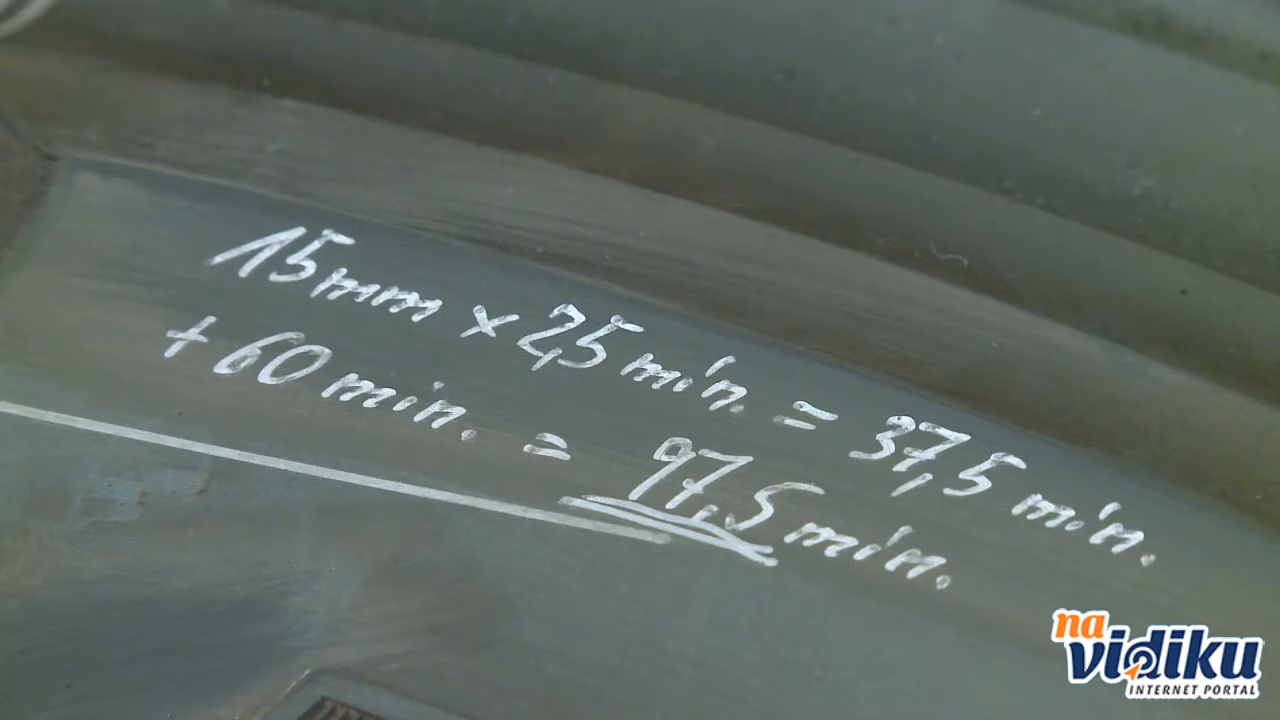 15mm x 2,5 min. = 37,5 min.
+ 60 min. = 97,5 min.
na
vidiku
INTERNET PORTAL